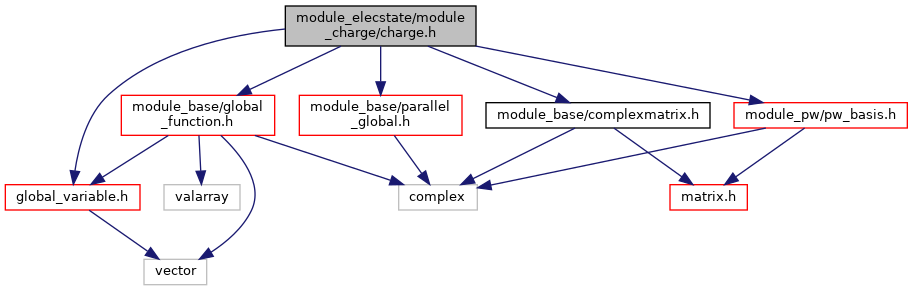 module_elecstate/module
_charge/charge.h
module_base/global
_function.h
module_base/parallel
_global.h
module_base/complexmatrix.h
module_pw/pw_basis.h
global_variable.h
valarray
complex
matrix.h
vector